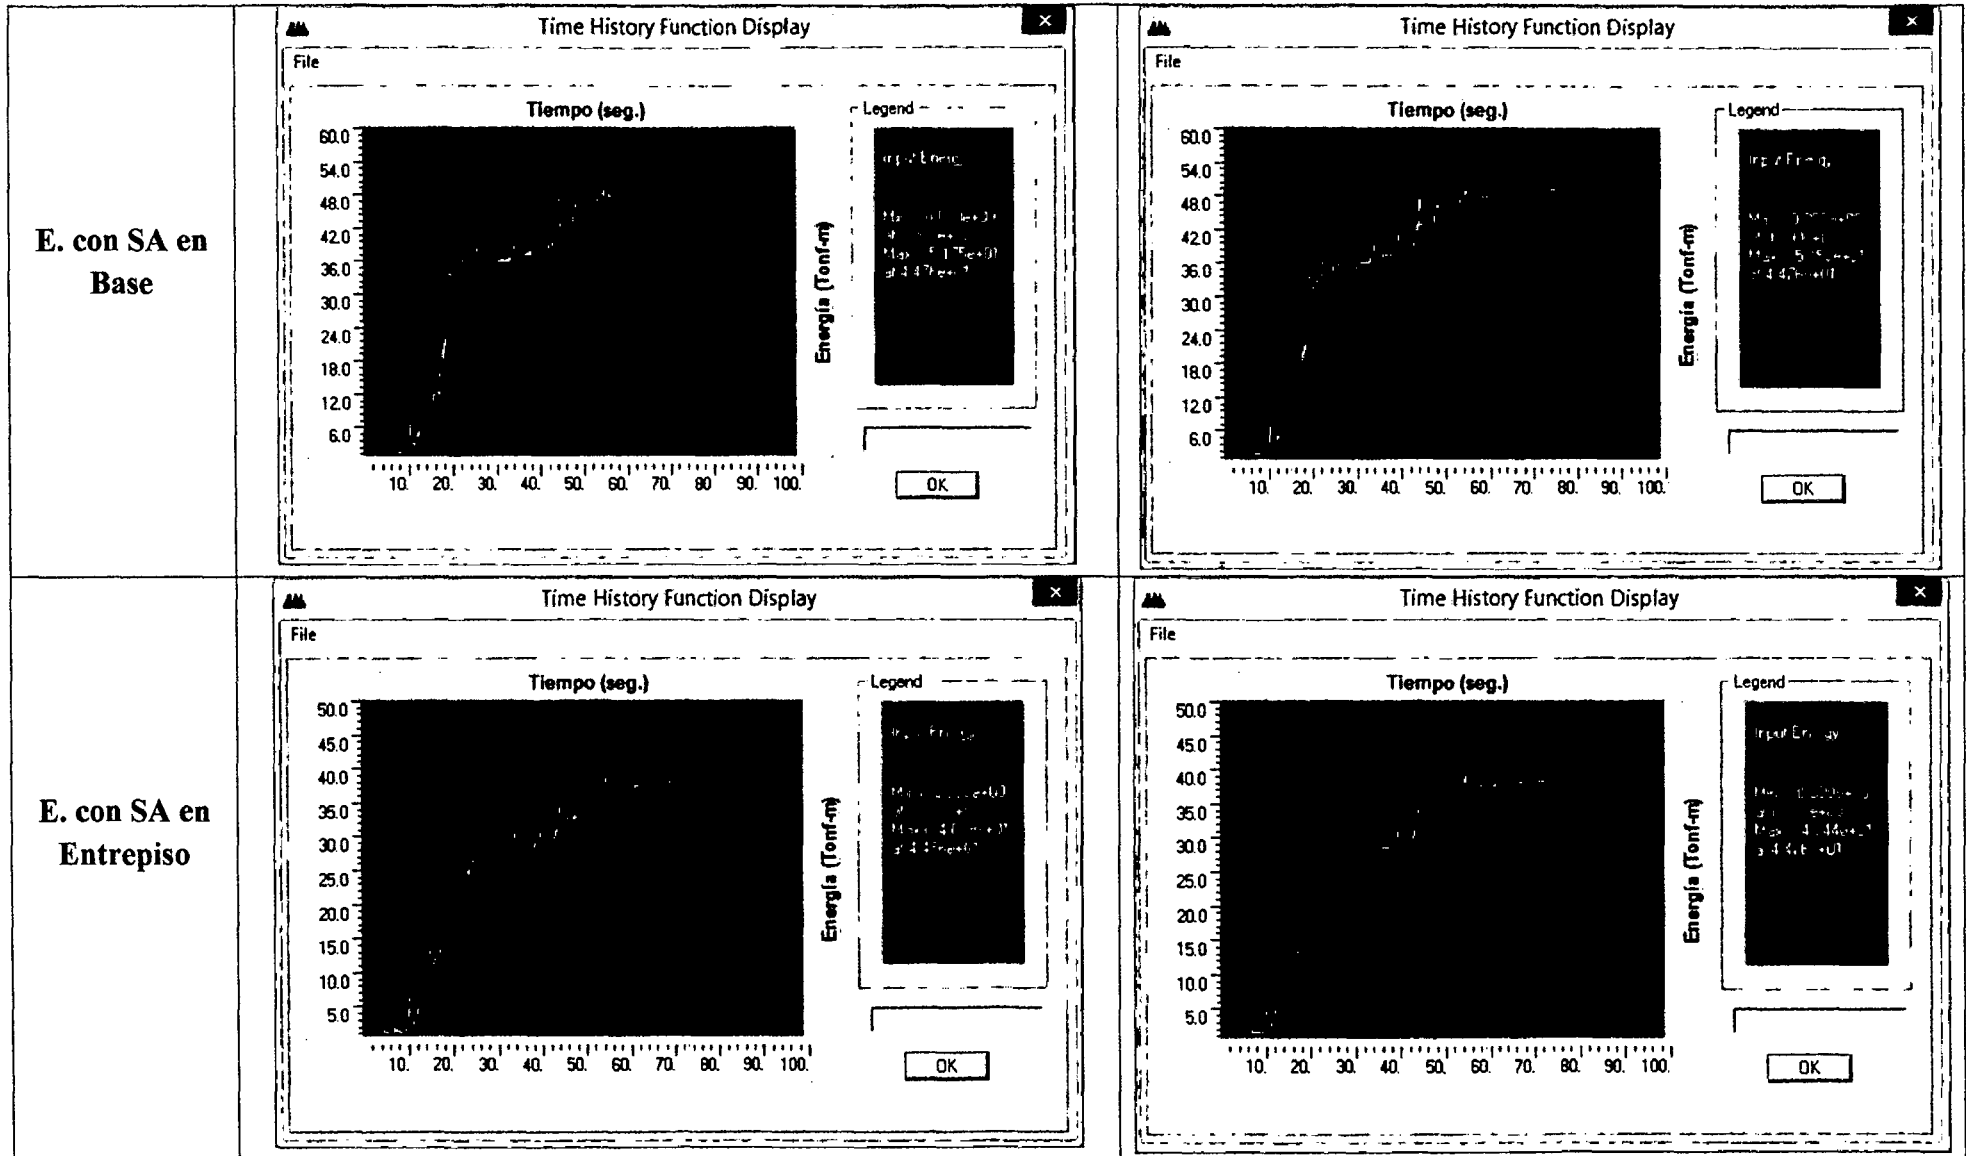 E. con SA en
Base
Time History Function Display
File
Tiempo (seg.)
60.0
54.0
48.0
42.0
36.0
30.0
24.0
18.0
12.0
6.0
10. 20. 30. 40. 50. 60. 70. 80 90. 100.
Energía (Tonf-m)
Legend
OK
Time History Function Display
File
Tiempo (seg.)
60.0
54.0
48.0
42.0
36.0
30.0
24.0
18.0
12.0
6.0
10. 20. 30. 40. 50. 60. 70. 80. 90. 100.
Energía (Tonf-m)
Legend
OK
E. con SA en
Entrepiso
Time History Function Display
File
Tiempo (seg.)
50.0
45.0
40.0
35.0
30.0
25.0
20.0
15.0
10.0
5.0
10. 20. 30. 40. 50. 60. 70. 80. 90. 100.
Energía (Tonf-m)
Legend
OK
Time History Function Display
File
Tiempo (seg.)
50.0
45.0
40.0
35.0
30.0
25.0
20.0
15.0
10.0
5.0
10. 20. 30. 40. 50. 60. 70. 80. 90. 100.
Energía (Tonf-m)
Legend
Input
OK